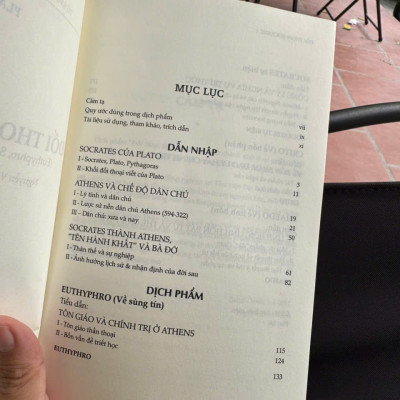 MỤC LỤC
Cảm tạ vii
Quy ước dùng trong dịch phẩm ix
Tài liệu sử dụng, tham khảo, trích dẫn xi
DẪN NHẬP
SOCRATES CỦA PLATO
I - Socrates, Plato, Pythagoras 3
II - Khối đối thoại viết của Plato 11
ATHENS VÀ CHẾ ĐỘ DÂN CHỦ
I - Lý tính và dân chủ 19
II - Lược sử nền dân chủ Athens (594-322) 21
III - Dân chủ: xưa và nay 50
SOCRATES THÀNH ATHENS,
"TÊN HÀNH KHẤT" VÀ BÀ ĐỠ
I - Thân thế và sự nghiệp 61
II - Ảnh hưởng lịch sử & nhận định của đời sau 82
DỊCH PHẨM
EUTHYPHRO (Về sùng tín)
Tiểu dẫn:
TÔN GIÁO VÀ CHÍNH TRỊ Ở ATHENS
I - Tôn giáo thần thoại 115
II - Bốn vấn đề triết học 124
EUTHYPHRO 133